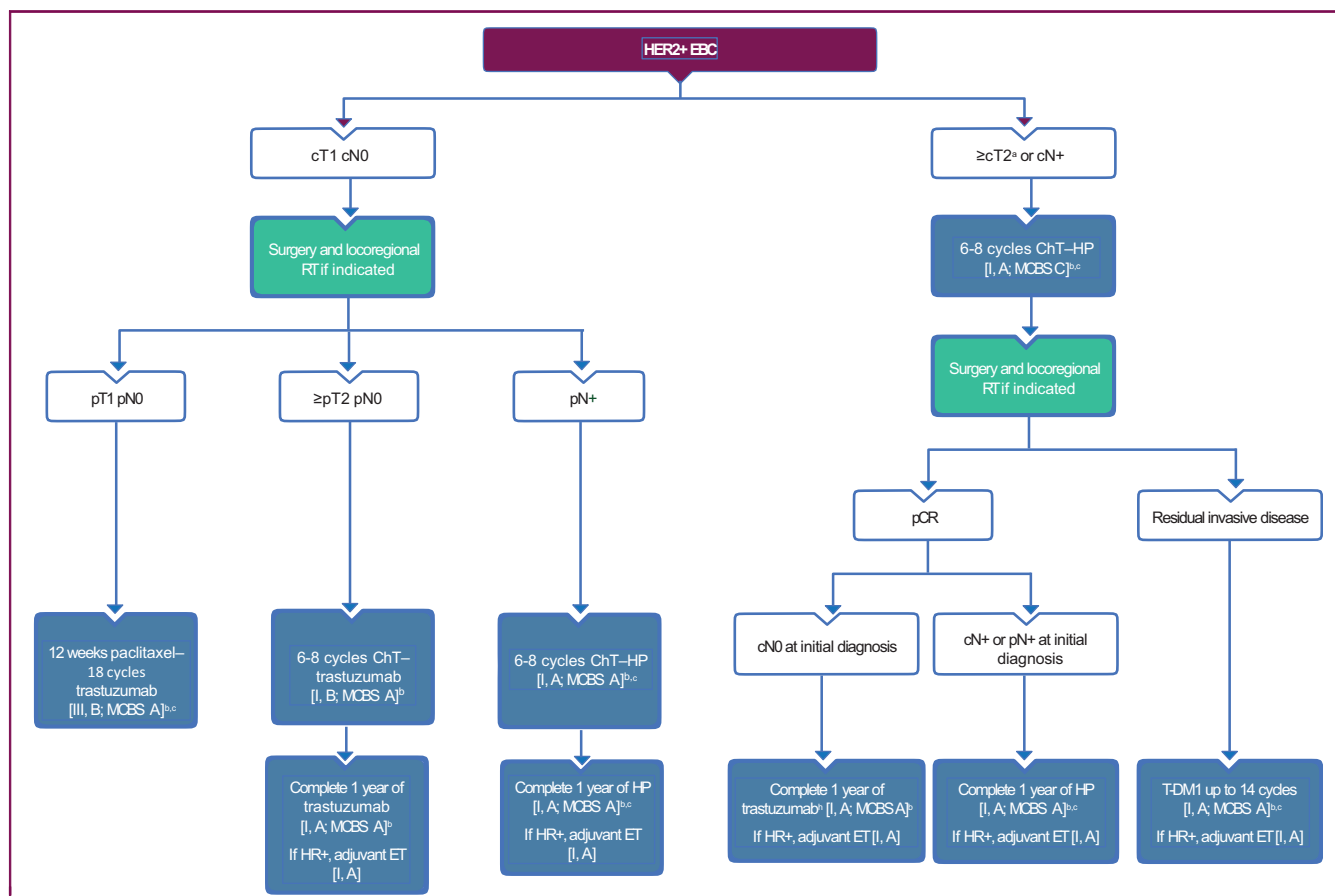 HER2+ EBC
cT1 cN0
≥cT2ᵃ or cN+
Surgery and locoregional
RT if indicated
6-8 cycles ChT–HP
[I, A; MCBS C]ᵇ,ᶜ
Surgery and locoregional
RT if indicated
pT1 pN0
≥pT2 pN0
pN+
pCR
Residual invasive disease
12 weeks paclitaxel–
18 cycles
trastuzumab
[III, B; MCBS A]ᵇ,ᶜ
6-8 cycles ChT–
trastuzumab
[I, B; MCBS A]ᵇ
6-8 cycles ChT–HP
[I, A; MCBS A]ᵇ,ᶜ
cN0 at initial diagnosis
cN+ or pN+ at initial
diagnosis
Complete 1 year of
trastuzumab
[I, A; MCBS A]ᵇ
If HR+, adjuvant ET
[I, A]
Complete 1 year of HP
[I, A; MCBS A]ᵇ,ᶜ
If HR+, adjuvant ET
[I, A]
Complete 1 year of
trastuzumabʰ [I, A; MCBS A]ᵇ
If HR+, adjuvant ET [I, A]
Complete 1 year of HP
[I, A; MCBS A]ᵇ,ᶜ
If HR+, adjuvant ET [I, A]
T-DM1 up to 14 cycles
[I, A; MCBS A]ᵇ,ᶜ
If HR+, adjuvant ET [I, A]